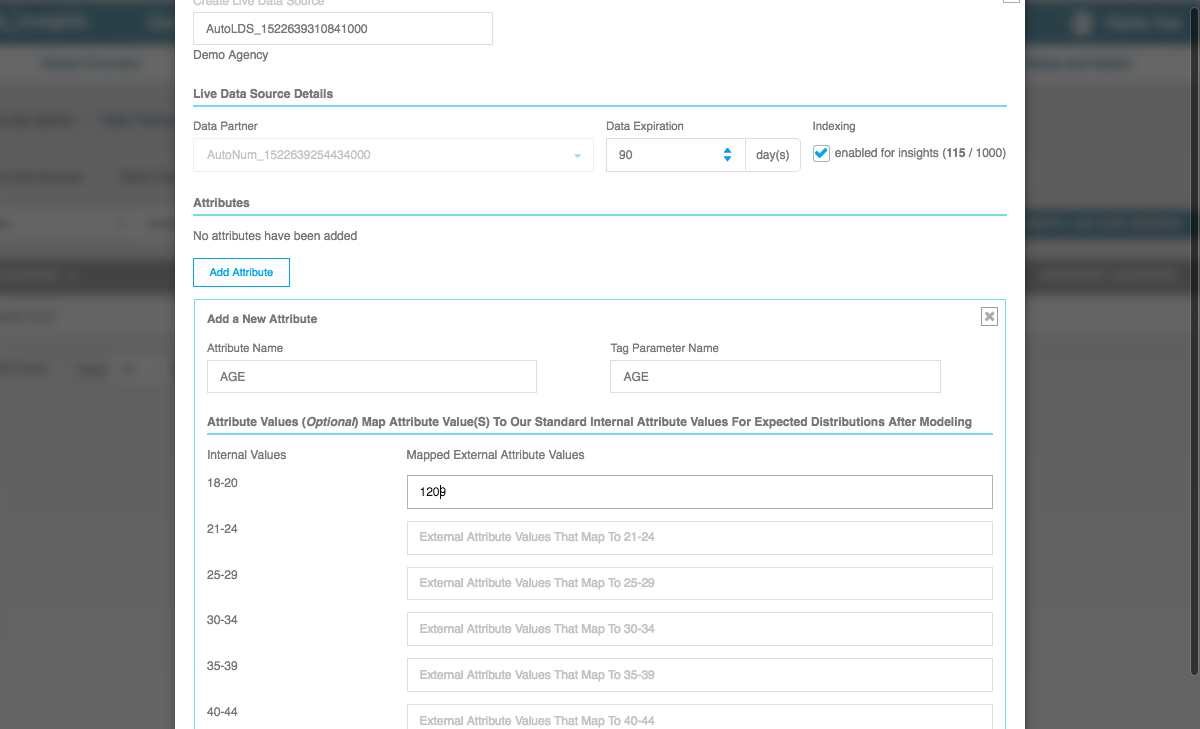 Create Live Data Source
AutoLDS_1522639310841000
Demo Agency
Live Data Source Details
Data Partner
Data Expiration
Indexing
AutoNum_1522639254434000
90
day(s)
enabled for insights (115 / 1000)
Attributes
No attributes have been added
Add Attribute
Add a New Attribute
Attribute Name
Tag Parameter Name
AGE
AGE
Attribute Values (Optional) Map Attribute Value(S) To Our Standard Internal Attribute Values For Expected Distributions After Modeling
Internal Values
Mapped External Attribute Values
18-20
1209
21-24
External Attribute Values That Map To 21-24
25-29
External Attribute Values That Map To 25-29
30-34
External Attribute Values That Map To 30-34
35-39
External Attribute Values That Map To 35-39
40-44
External Attribute Values That Map To 40-44